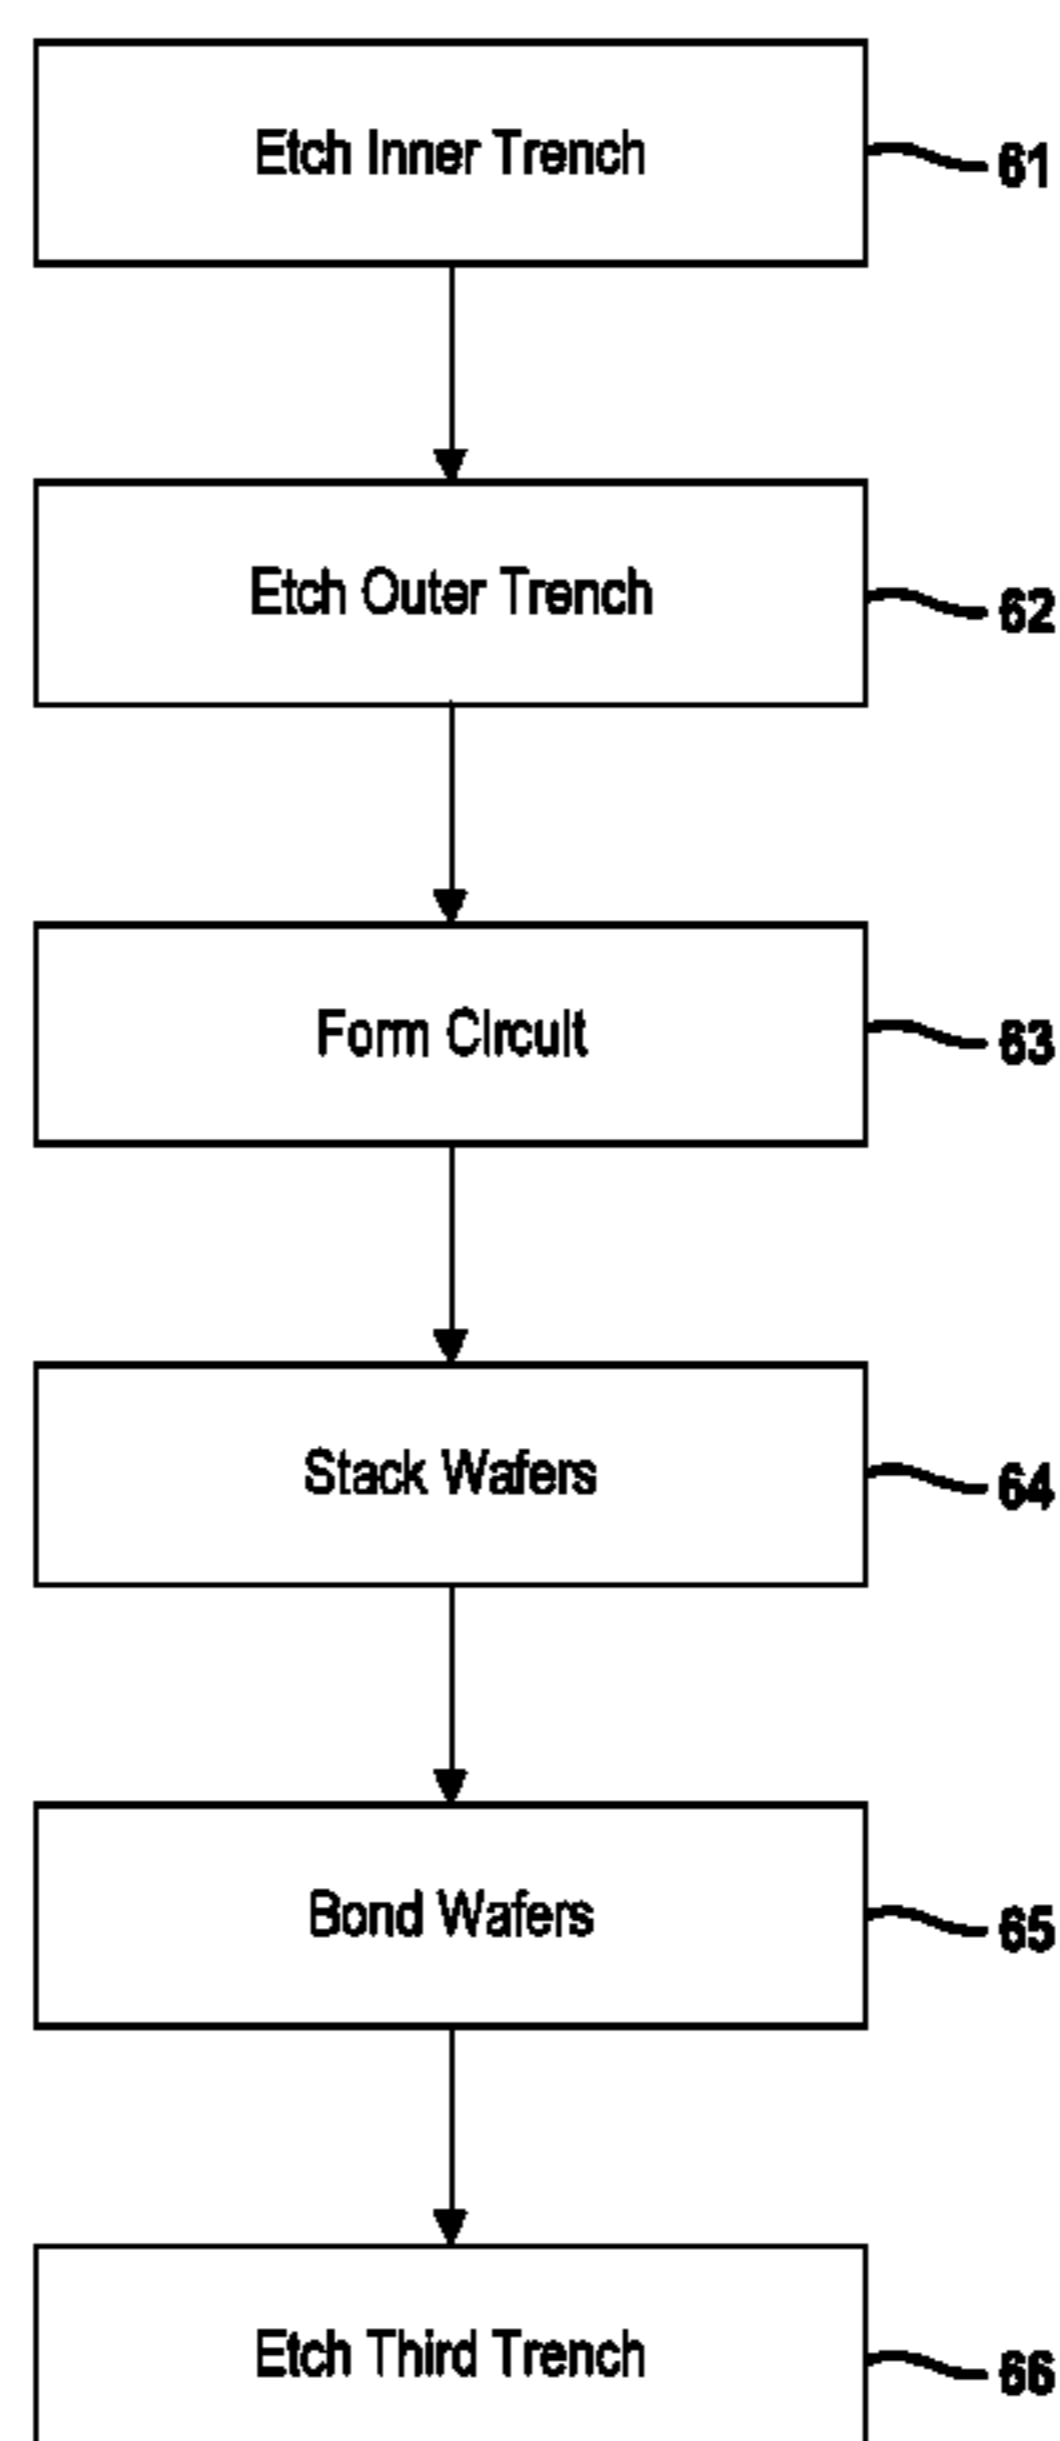 Etch Inner Trench
61
Etch Outer Trench
62
Form Circuit
63
Stack Wafers
64
Bond Wafers
65
Etch Third Trench
66